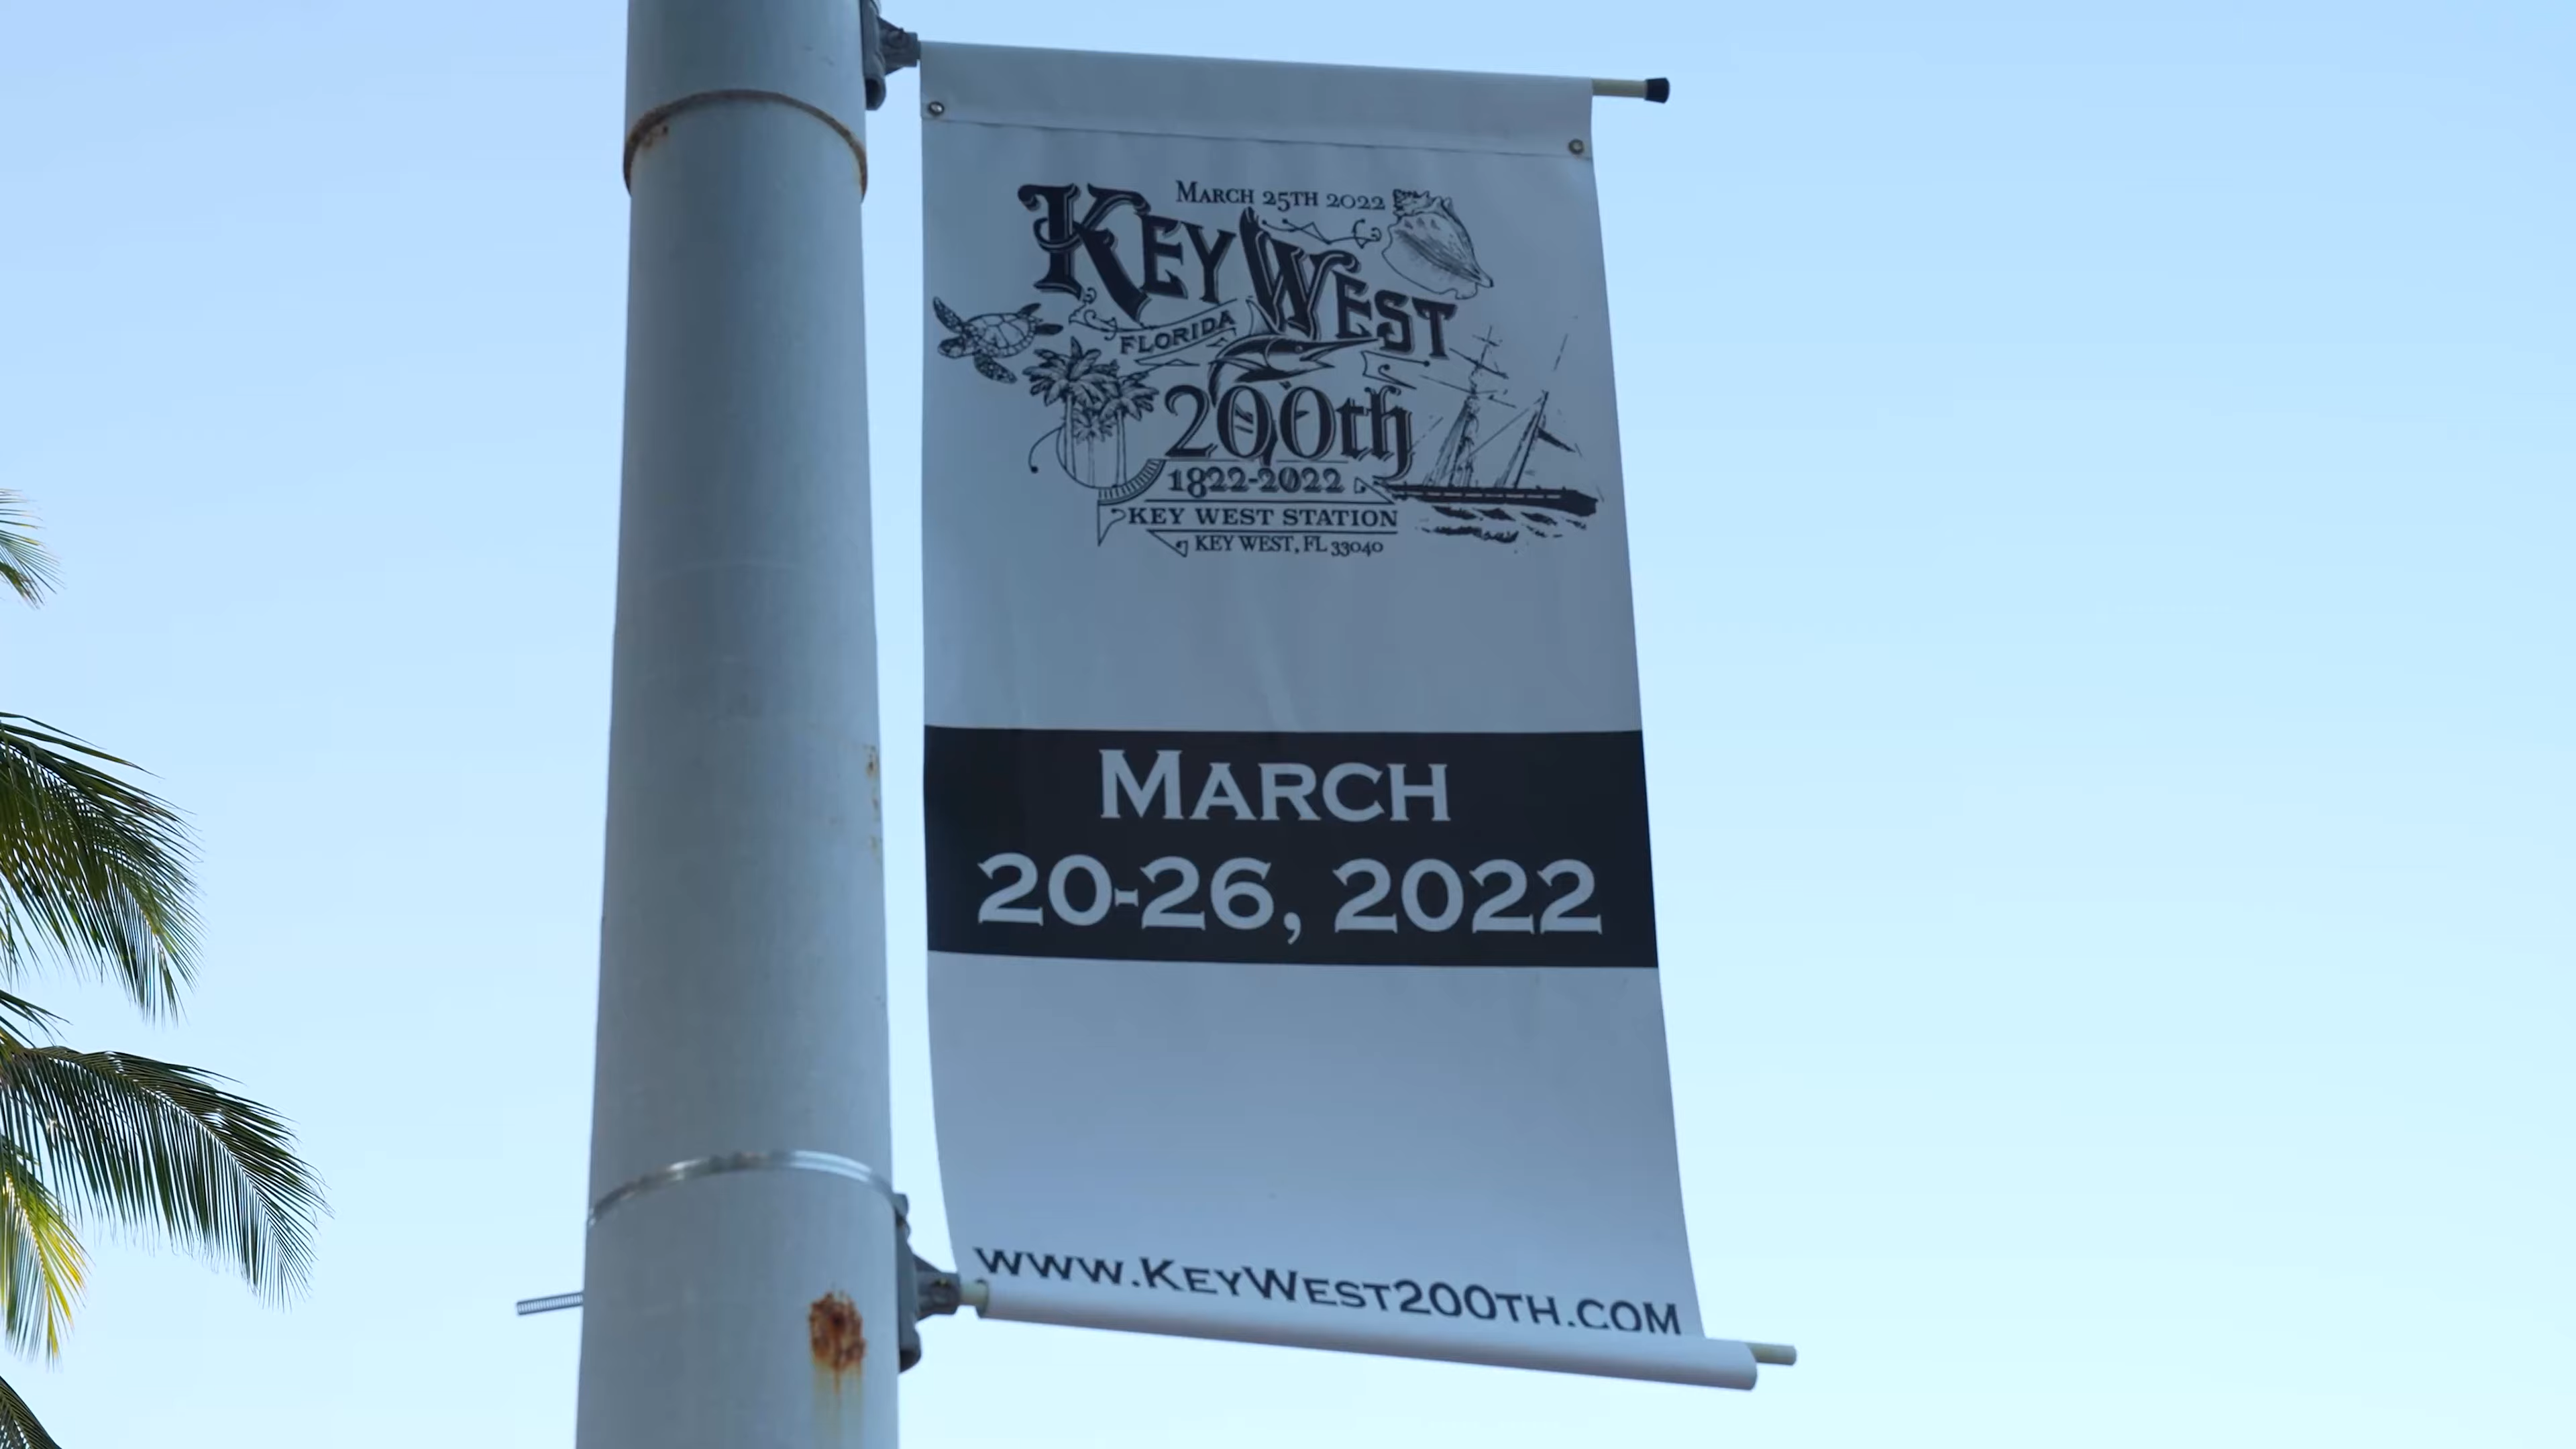 MARCH 25TH 2022
KEY WEST
FLORIDA
200th
1822-2022
KEY WEST STATION
KEY WEST, FL 33040
MARCH
20-26, 2022
WWW.KEYWEST200TH.COM